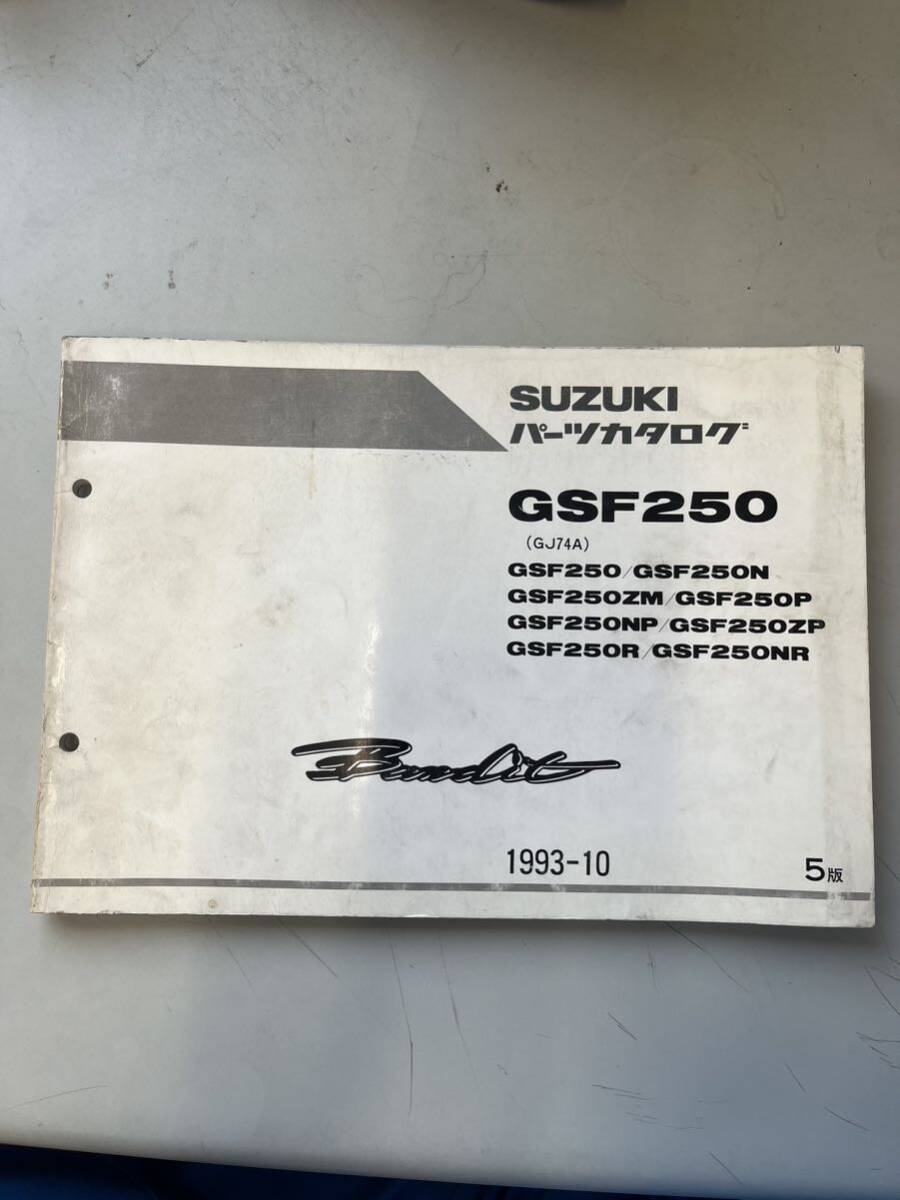 SUZUKI
パーツカタログ
GSF250
(GJ74A)
GSF250/GSF250N
GSF250ZM/GSF250P
GSF250NP/GSF250ZP
GSF250R/GSF250NR
Bandit
1993-10
5版